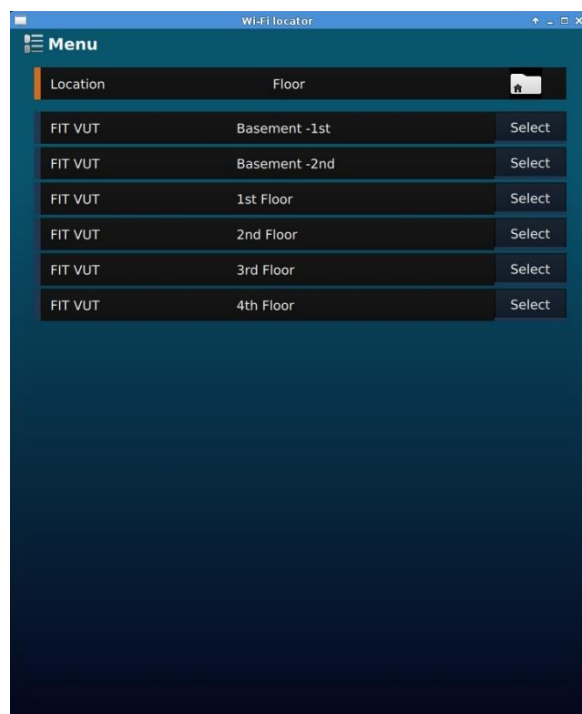 Wi-Fi locator
Menu
Location Floor
FIT VUT Basement -1st Select
FIT VUT Basement -2nd Select
FIT VUT 1st Floor Select
FIT VUT 2nd Floor Select
FIT VUT 3rd Floor Select
FIT VUT 4th Floor Select